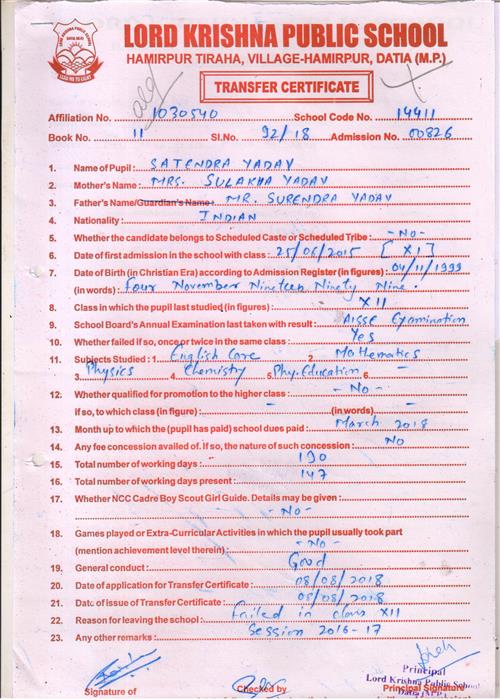 LORD KRISHNA PUBLIC SCHOOL
HAMIRPUR TIRAHA, VILLAGE-HAMIRPUR, DATIA (M.P.)
TRANSFER CERTIFICATE
Affiliation No. 1030540 School Code No. 14411
Book No. 11 Sl.No. 92/18 Admission No. 00826
1. Name of Pupil : SATENDRA YADAV
2. Mother's Name : MRS. SULAKHA YADAV
3. Father's Name/Guardian's Name : MR. SURENDRA YADAV
4. Nationality : INDIAN
5. Whether the candidate belongs to Scheduled Caste or Scheduled Tribe : - No -
6. Date of first admission in the school with class : 25/06/2015 [XI]
7. Date of Birth (in Christian Era) according to Admission Register (in figures) : 04/11/1999
(in words) : Four November Nineteen Ninety Nine.
8. Class in which the pupil last studied (in figures) : XII
9. School Board's Annual Examination last taken with result : AISSE Examination
10. Whether failed if so, once or twice in the same class : Yes
11. Subjects Studied : 1. English Core 2. Mathematics
3. Physics 4. Chemistry 5. Phy. Education 6. -
12. Whether qualified for promotion to the higher class : - No -
if so, to which class (in figure) : - (in words) -
13. Month up to which the (pupil has paid) school dues paid : March 2018
14. Any fee concession availed of. if so, the nature of such concession : No
15. Total number of working days : 190
16. Total number of working days present : 147
17. Whether NCC Cadre Boy Scout Girl Guide. Details may be given :
- No -
18. Games played or Extra-Curricular Activities in which the pupil usually took part
(mention achievement level therein) : - No -
19. General conduct : Good
20. Date of application for Transfer Certificate : 08/08/2018
21. Date of issue of Transfer Certificate : 08/08/2018
22. Reason for leaving the school : Failed in class XII
23. Any other remarks : Session 2016-17
Principal
Lord Krishna Public School
Signature of Checked by Principal Signature